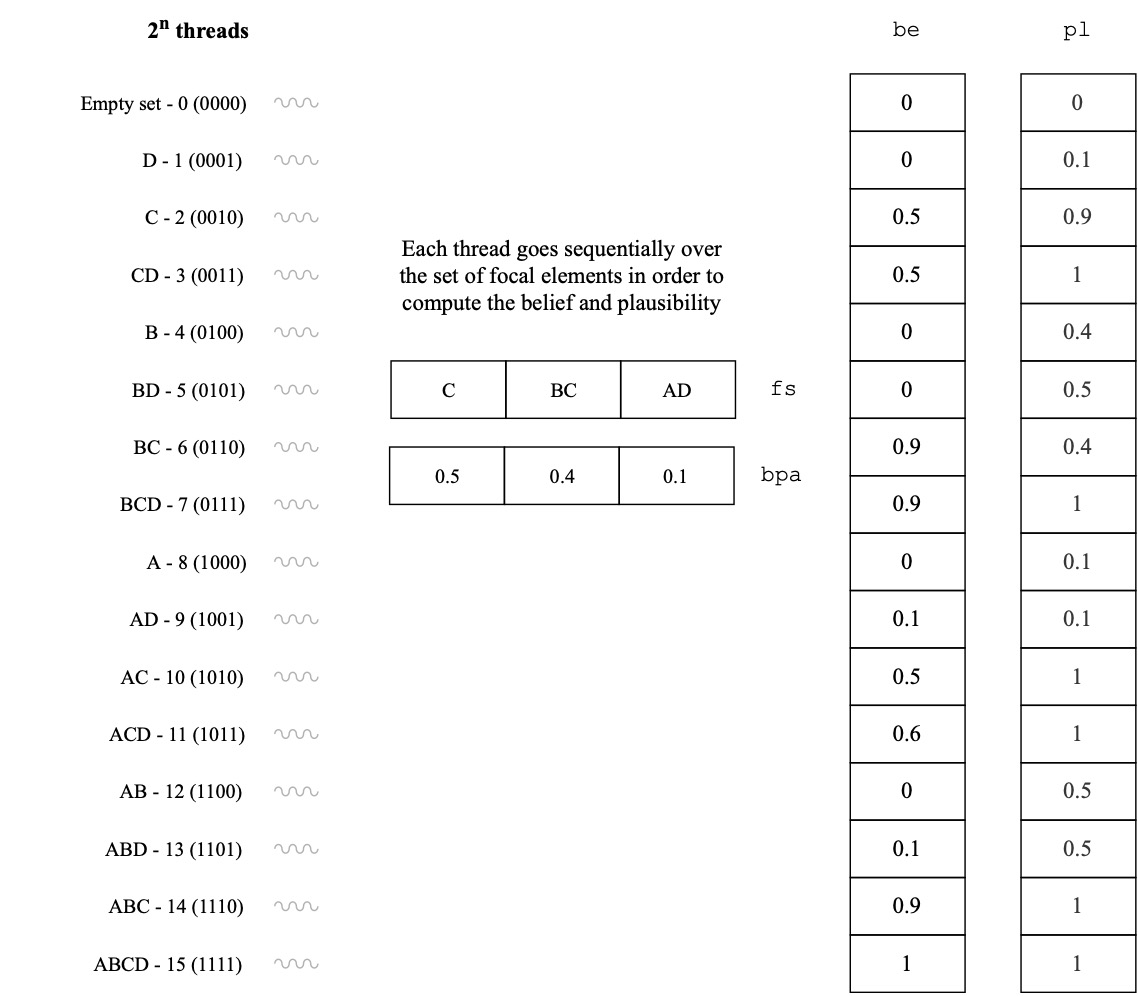 2ⁿ threads be pl
Empty set - 0 (0000) 0 0
D - 1 (0001) 0 0.1
C - 2 (0010) 0.5 0.9
Each thread goes sequentially over
the set of focal elements in order to
compute the belief and plausibility
CD - 3 (0011) 0.5 1
B - 4 (0100) 0 0.4
BD - 5 (0101) 0 0.5
C BC AD fs
BC - 6 (0110) 0.9 0.4
0.5 0.4 0.1 bpa
BCD - 7 (0111) 0.9 1
A - 8 (1000) 0 0.1
AD - 9 (1001) 0.1 0.1
AC - 10 (1010) 0.5 1
ACD - 11 (1011) 0.6 1
AB - 12 (1100) 0 0.5
ABD - 13 (1101) 0.1 0.5
ABC - 14 (1110) 0.9 1
ABCD - 15 (1111) 1 1